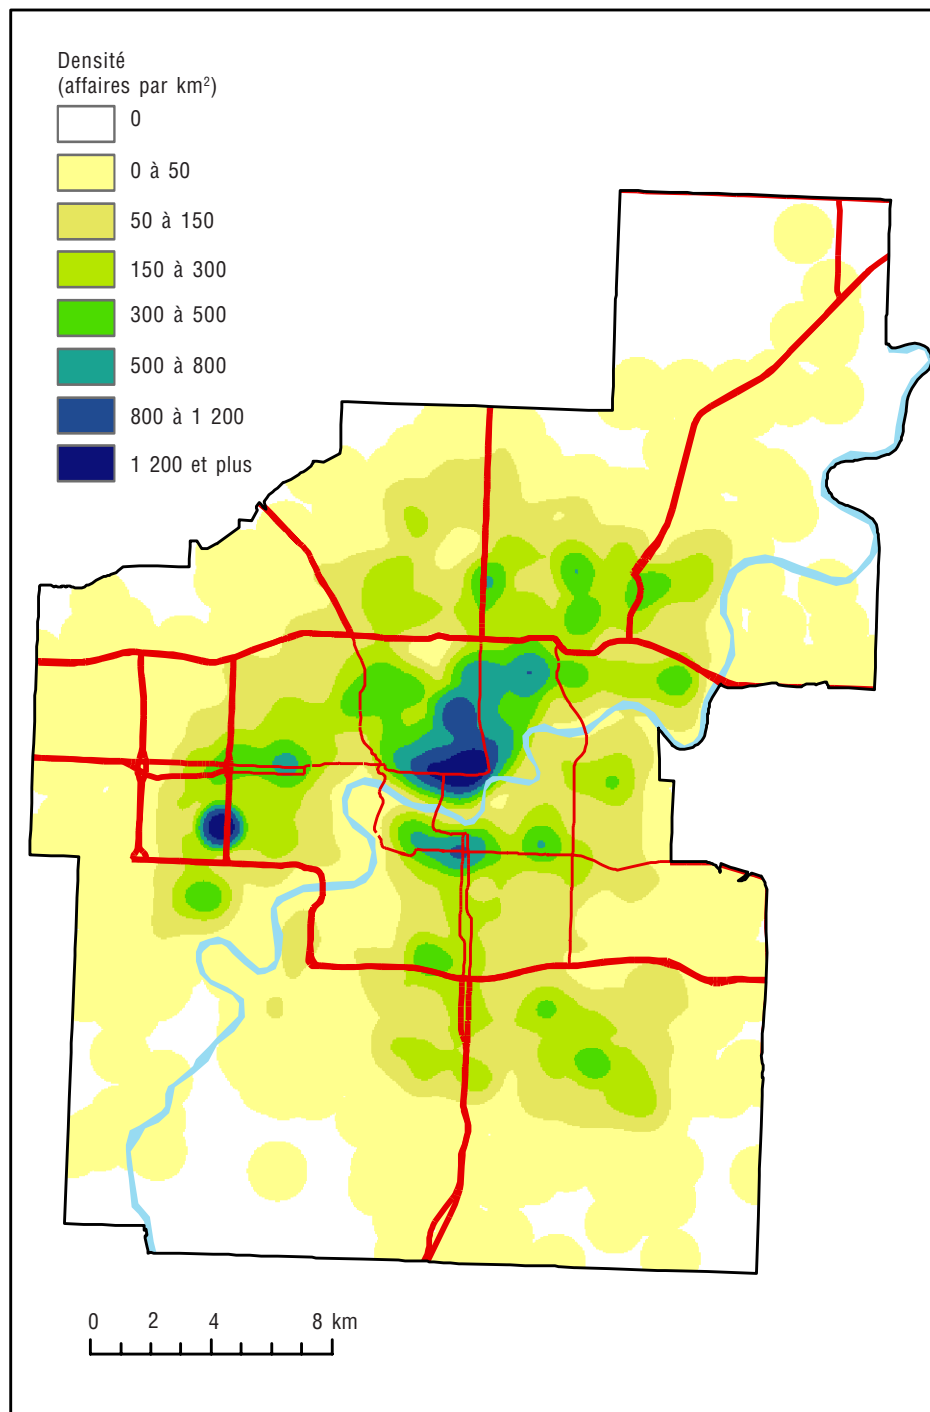 Densité
(affaires par km²)
0
0 à 50
50 à 150
150 à 300
300 à 500
500 à 800
800 à 1 200
1 200 et plus
0 2 4 8 km